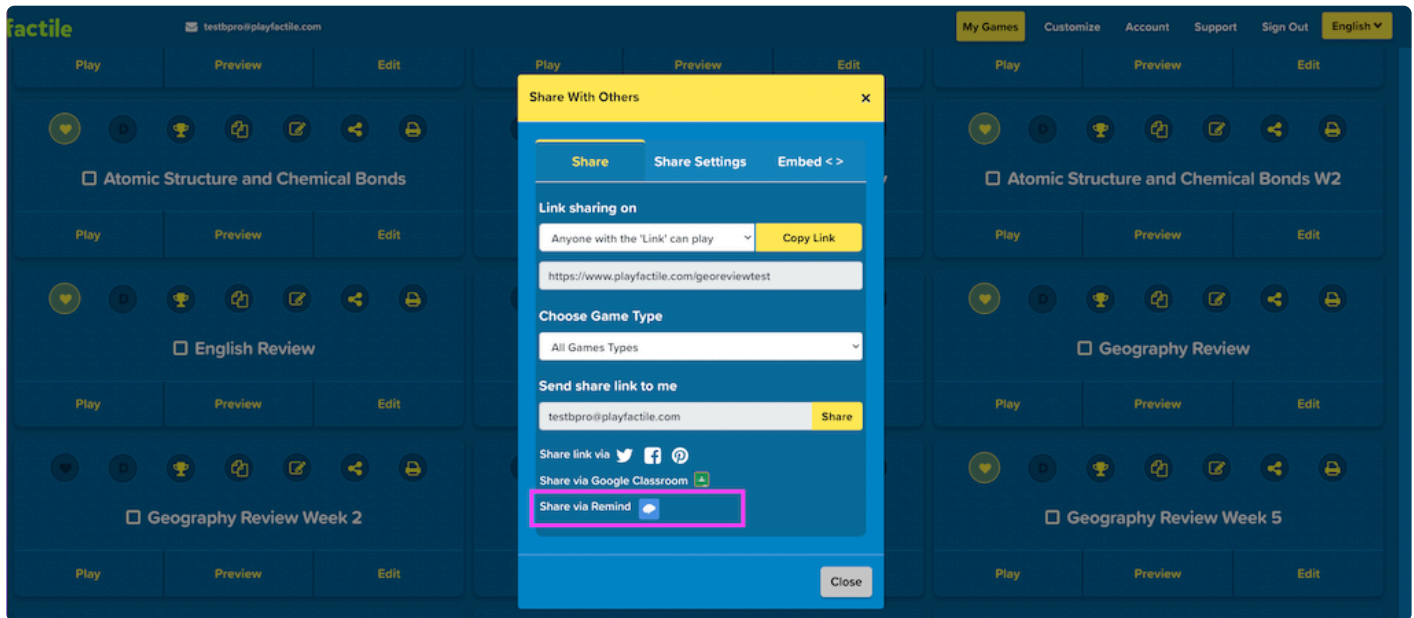 factile
testbpro@playfactile.com
My Games
Customize
Account
Support
Sign Out
English
Play Preview Edit
Play Preview Edit
Play Preview Edit
D
Atomic Structure and Chemical Bonds
Play Preview Edit
D
Atomic Structure and Chemical Bonds W2
Play Preview Edit
D
English Review
Play Preview Edit
D
Geography Review
Play Preview Edit
D
Geography Review Week 2
Play Preview Edit
D
Geography Review Week 5
Play Preview Edit
Share With Others ×
Share Share Settings Embed < >
Link sharing on
Anyone with the 'Link' can play Copy Link
https://www.playfactile.com/georeviewtest
Choose Game Type
All Games Types
Send share link to me
testbpro@playfactile.com Share
Share link via
Share via Google Classroom
Share via Remind
Close